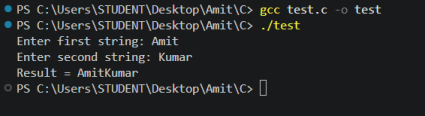 PS C:\Users\STUDENT\Desktop\Amit\C> gcc test.c -o test
PS C:\Users\STUDENT\Desktop\Amit\C> ./test
Enter first string: Amit
Enter second string: Kumar
Result = AmitKumar
PS C:\Users\STUDENT\Desktop\Amit\C>